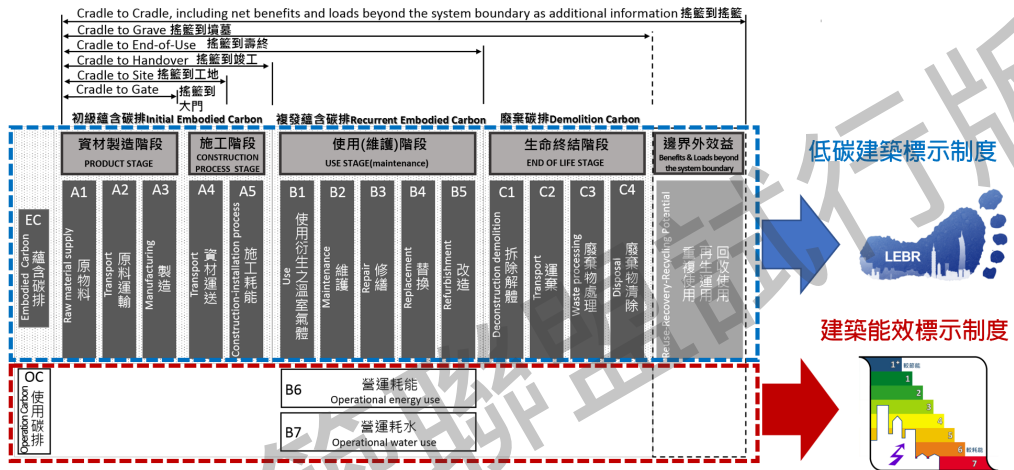 Cradle to Cradle, including net benefits and loads beyond the system boundary as additional information 搖籃到搖籃
Cradle to Grave 搖籃到墳墓
Cradle to End-of-Use 搖籃到壽終
Cradle to Handover 搖籃到竣工
Cradle to Site 搖籃到工地
Cradle to Gate 搖籃到
大門
初級蘊含碳排Initial Embodied Carbon
複發蘊含碳排Recurrent Embodied Carbon
廢棄碳排Demolition Carbon
資材製造階段
PRODUCT STAGE
施工階段
CONSTRUCTION
PROCESS STAGE
使用(維護)階段
USE STAGE(maintenance)
生命終結階段
END OF LIFE STAGE
邊界外效益
Benefits & Loads beyond
the system boundary
EC
Embodied Carbon
蘊含碳排
A1
Raw material supply
原物料
A2
Transport
原料運輸
A3
Manufacturing
製造
A4
Transport
資材運送
A5
Construction-installation process
施工耗能
B1
Use
使用衍生之溫室氣體
B2
Maintenance
維護
B3
Repair
修繕
B4
Replacement
替換
B5
Refurbishment
改造
C1
Deconstruction demolition
拆除解體
C2
Transport
運棄
C3
Waste processing
廢棄物處理
C4
Disposal
廢棄物清除
Reuse-Recovery-Recycling Potential
重複使用
再生運用
回收使用
OC
Operation Carbon
使用碳排
B6
營運耗能
Operational energy use
B7
營運耗水
Operational water use
低碳建築標示制度
LEBR
建築能效標示制度
1+ 較節能
1
2
3
4
5
6 較耗能
7
聯盟試行版